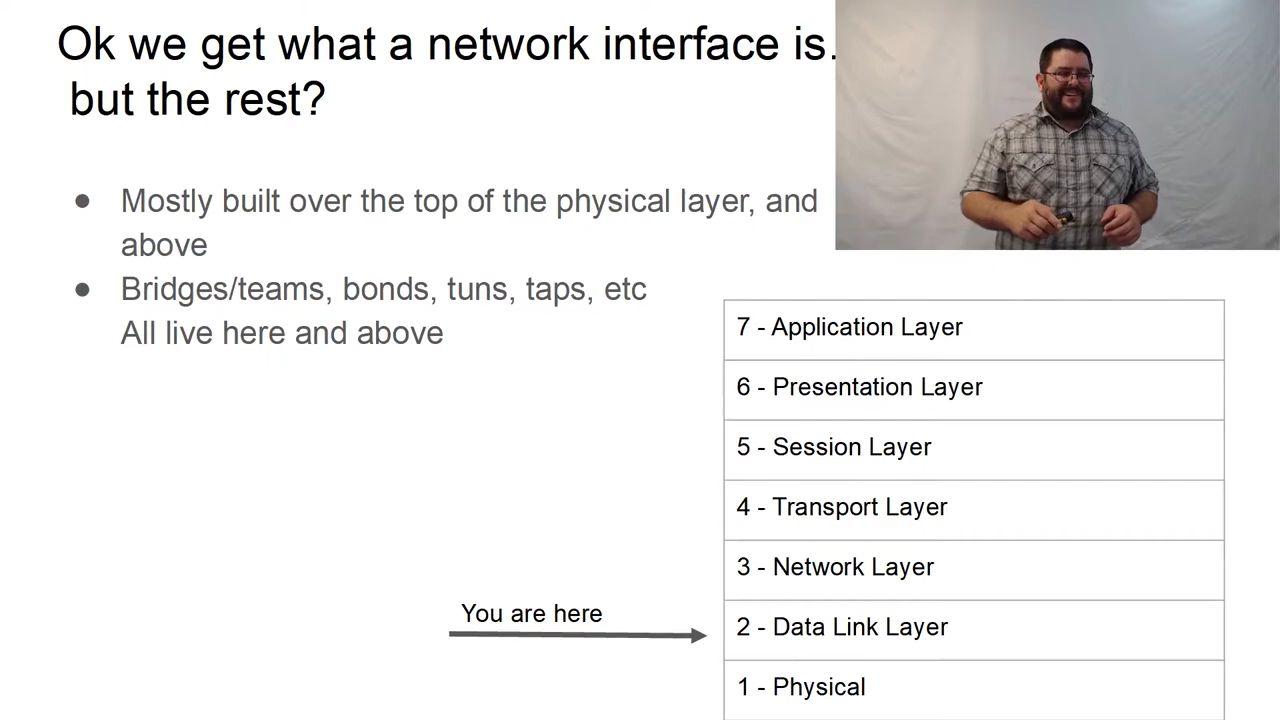 Ok we get what a network interface is.
but the rest?
● Mostly built over the top of the physical layer, and
above
● Bridges/teams, bonds, tuns, taps, etc
All live here and above
7 - Application Layer
6 - Presentation Layer
5 - Session Layer
4 - Transport Layer
3 - Network Layer
You are here
2 - Data Link Layer
1 - Physical